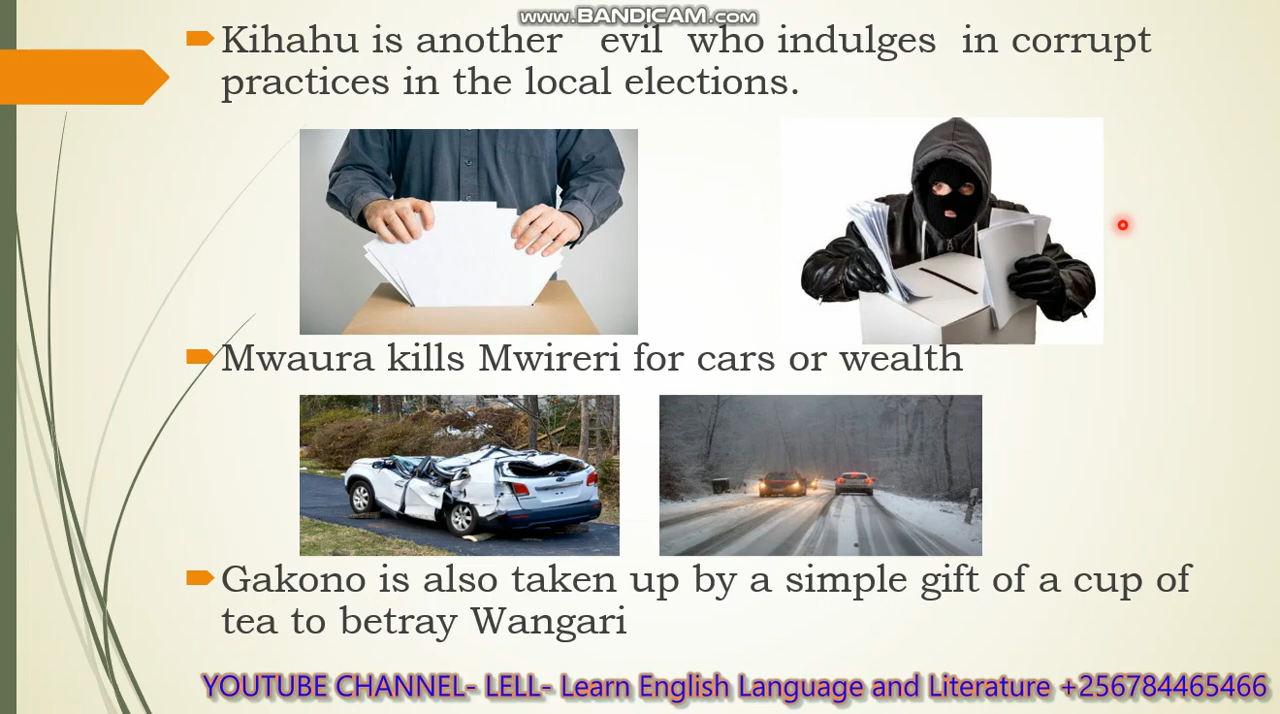 www.BANDICAM.com
Kihahu is another evil who indulges in corrupt
practices in the local elections.
Mwaura kills Mwireri for cars or wealth
Gakono is also taken up by a simple gift of a cup of
tea to betray Wangari
YOUTUBE CHANNEL- LELL- Learn English Language and Literature +256784465466